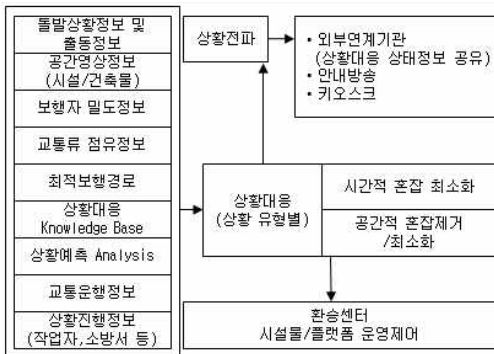 돌발상황정보 및
출동정보
공간영상정보
(시설/건축물)
보행자 밀도정보
교통류 점유정보
최적보행경로
상황대응
Knowledge Base
상황예측 Analysis
교통운행정보
상황진행정보
(작업자,소방서 등)
상황전파
· 외부연계기관
(상황대응 상태정보 공유)
· 안내방송
· 키오스크
상황대응
(상황 유형별)
시간적 혼잡 최소화
공간적 혼잡제거
/최소화
환승센터
시설물/플랫폼 운영제어